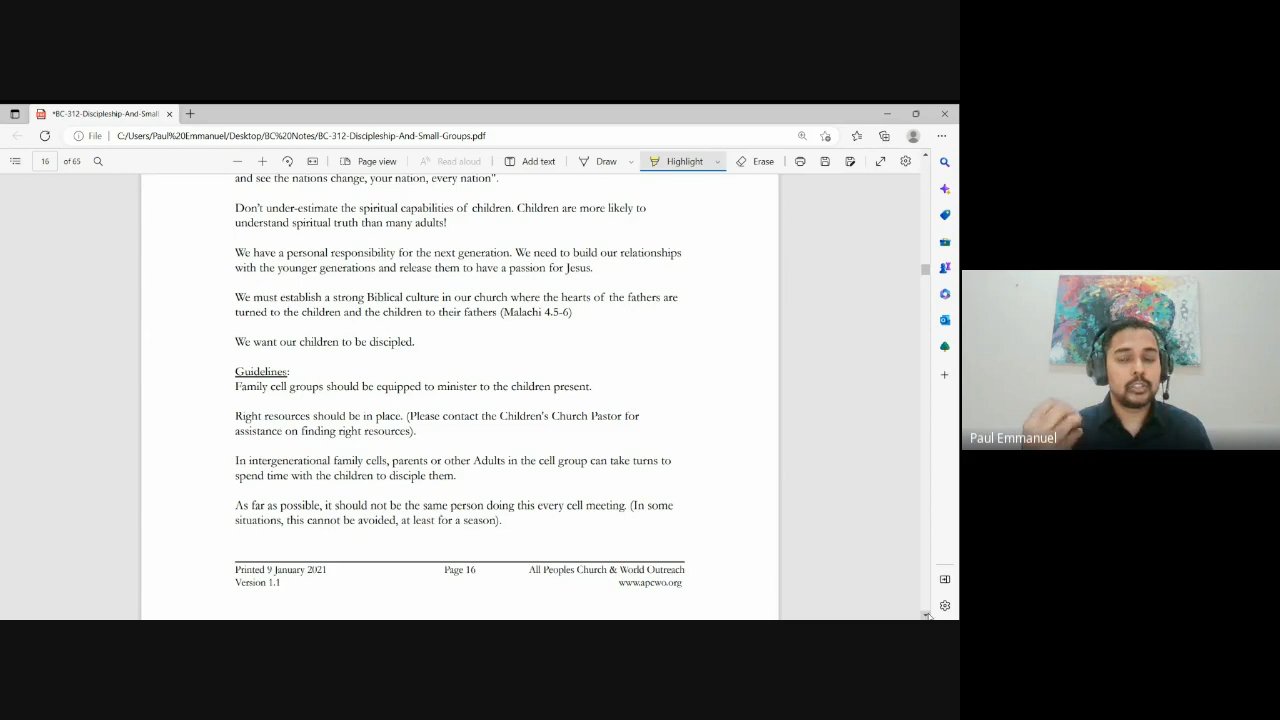 *BC-312-Discipleship-And-Small
File
C:/Users/Paul%20Emmanuel/Desktop/BC%20Notes/BC-312-Discipleship-And-Small-Groups.pdf
16 of 65
Page view
Read aloud
Add text
Draw
Highlight
Erase
and see the nations change, your nation, every nation".
Don't under-estimate the spiritual capabilities of children. Children are more likely to
understand spiritual truth than many adults!
We have a personal responsibility for the next generation. We need to build our relationships
with the younger generations and release them to have a passion for Jesus.
We must establish a strong Biblical culture in our church where the hearts of the fathers are
turned to the children and the children to their fathers (Malachi 4.5-6)
We want our children to be discipled.
Guidelines:
Family cell groups should be equipped to minister to the children present.
Right resources should be in place. (Please contact the Children's Church Pastor for
assistance on finding right resources).
In intergenerational family cells, parents or other Adults in the cell group can take turns to
spend time with the children to disciple them.
As far as possible, it should not be the same person doing this every cell meeting. (In some
situations, this cannot be avoided, at least for a season).
Printed 9 January 2021 Page 16 All Peoples Church & World Outreach
Version 1.1 www.apcwo.org
Paul Emmanuel